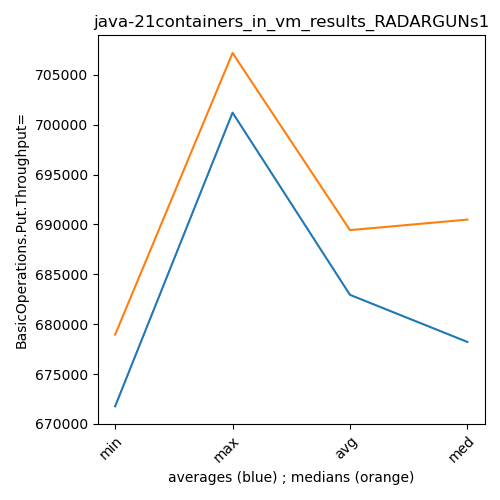 java-21containers_in_vm_results_RADARGUNs1
BasicOperations.Put.Throughput=
705000
700000
695000
690000
685000
680000
675000
670000
min
max
avg
med
averages (blue) ; medians (orange)